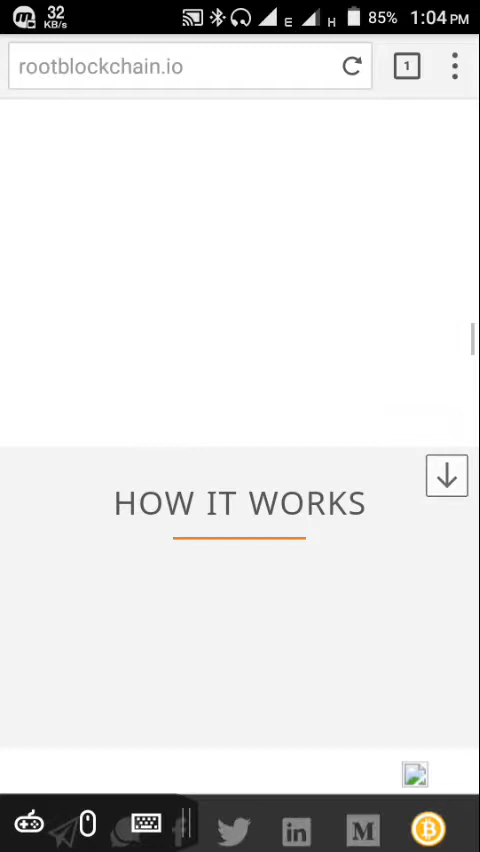 32
KB/s
E
H
85%
1:04 PM
rootblockchain.io
1
HOW IT WORKS